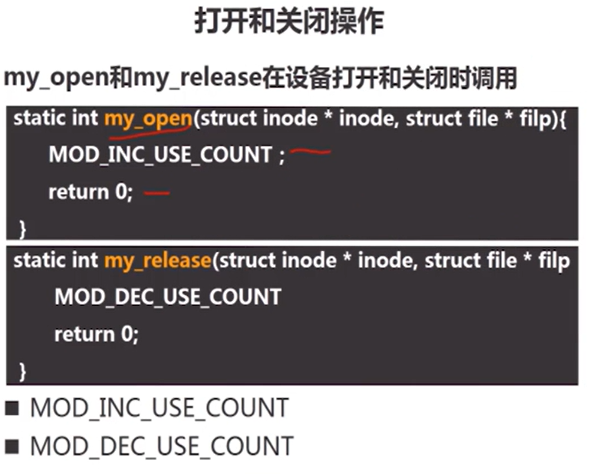 打开和关闭操作
my_open和my_release在设备打开和关闭时调用
static int my_open(struct inode * inode, struct file * filp){
MOD_INC_USE_COUNT ;
return 0;
}
static int my_release(struct inode * inode, struct file * filp
MOD_DEC_USE_COUNT
return 0;
}
■ MOD_INC_USE_COUNT
■ MOD_DEC_USE_COUNT